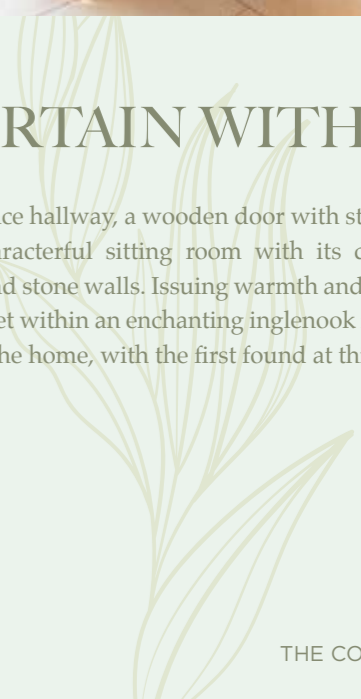 RTAIN WITH
ce hallway, a wooden door with st
aracterful sitting room with its
d stone walls. Issuing warmth and
et within an enchanting inglenook
he home, with the first found at th
THE CO